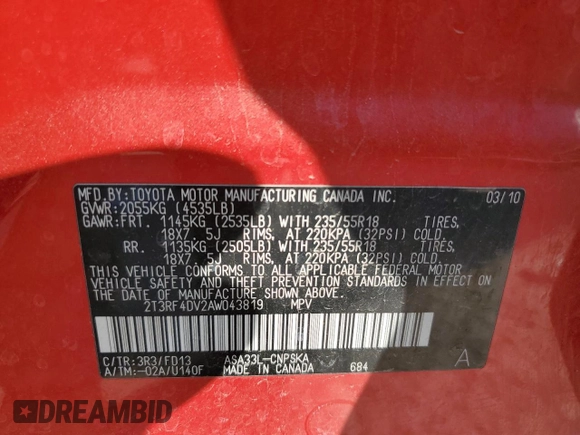 MFD.BY:TOYOTA MOTOR MANUFACTURING CANADA INC. 03/10
GVWR:2055KG (4535LB)
GAWR:FRT. 1145KG (2535LB) WITH 235/55R18 TIRES.
18X7 5J RIMS. AT 220KPA (32PSI) COLD.
RR. 1135KG (2505LB) WITH 235/55R18 TIRES.
18X7 5J RIMS. AT 220KPA (32PSI) COLD.
THIS VEHICLE CONFORMS TO ALL APPLICABLE FEDERAL MOTOR
VEHICLE SAFETY AND THEFT PREVENTION STANDARDS IN EFFECT ON
THE DATE OF MANUFACTURE SHOWN ABOVE.
2T3RF4DV2AW043819 MPV
C/TR:3R3/FD13 ASA33L-CNPSKA A
A/TM:-02A/U140F MADE IN CANADA 684
AUTOHELPERBOT.COM